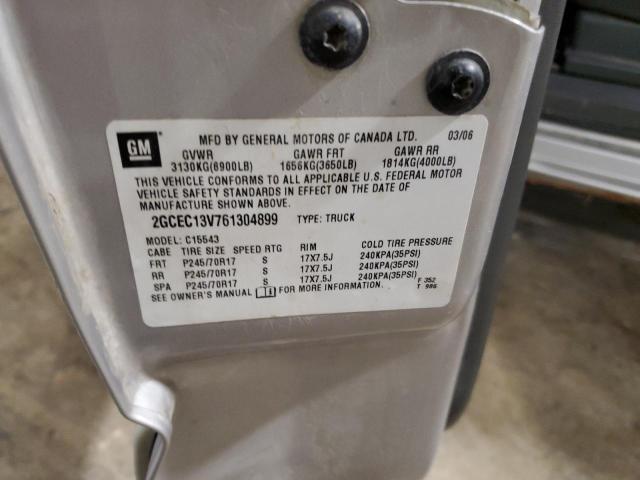 GM MFD BY GENERAL MOTORS OF CANADA LTD. 03/06
GVWR GAWR FRT GAWR RR
3130KG(6900LB) 1656KG(3650LB) 1814KG(4000LB)
THIS VEHICLE CONFORMS TO ALL APPLICABLE U.S. FEDERAL MOTOR
VEHICLE SAFETY STANDARDS IN EFFECT ON THE DATE OF
MANUFACTURE SHOWN ABOVE.
2GCEC13V761304899 TYPE: TRUCK
MODEL: C15543
CABE TIRE SIZE SPEED RTG RIM COLD TIRE PRESSURE
FRT P245/70R17 S 17X7.5J 240KPA(35PSI)
RR P245/70R17 S 17X7.5J 240KPA(35PSI)
SPA P245/70R17 S 17X7.5J 240KPA(35PSI)
SEE OWNER'S MANUAL FOR MORE INFORMATION.
F 352
T 986